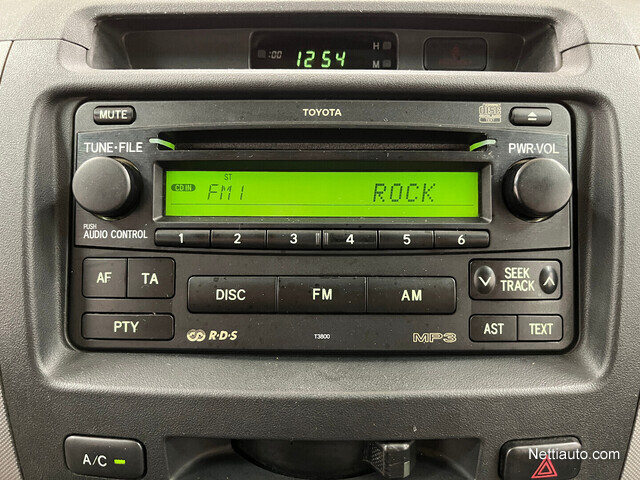 :00 12 54 H
M
MUTE TOYOTA
TUNE•FILE PWR•VOL
ST
CD IN FM1 ROCK
PUSH
AUDIO CONTROL
1 2 3 4 5 6
AF TA DISC FM AM SEEK
TRACK
PTY R•D•S T3800 MP3 AST TEXT
A/C
Nettiauto.com